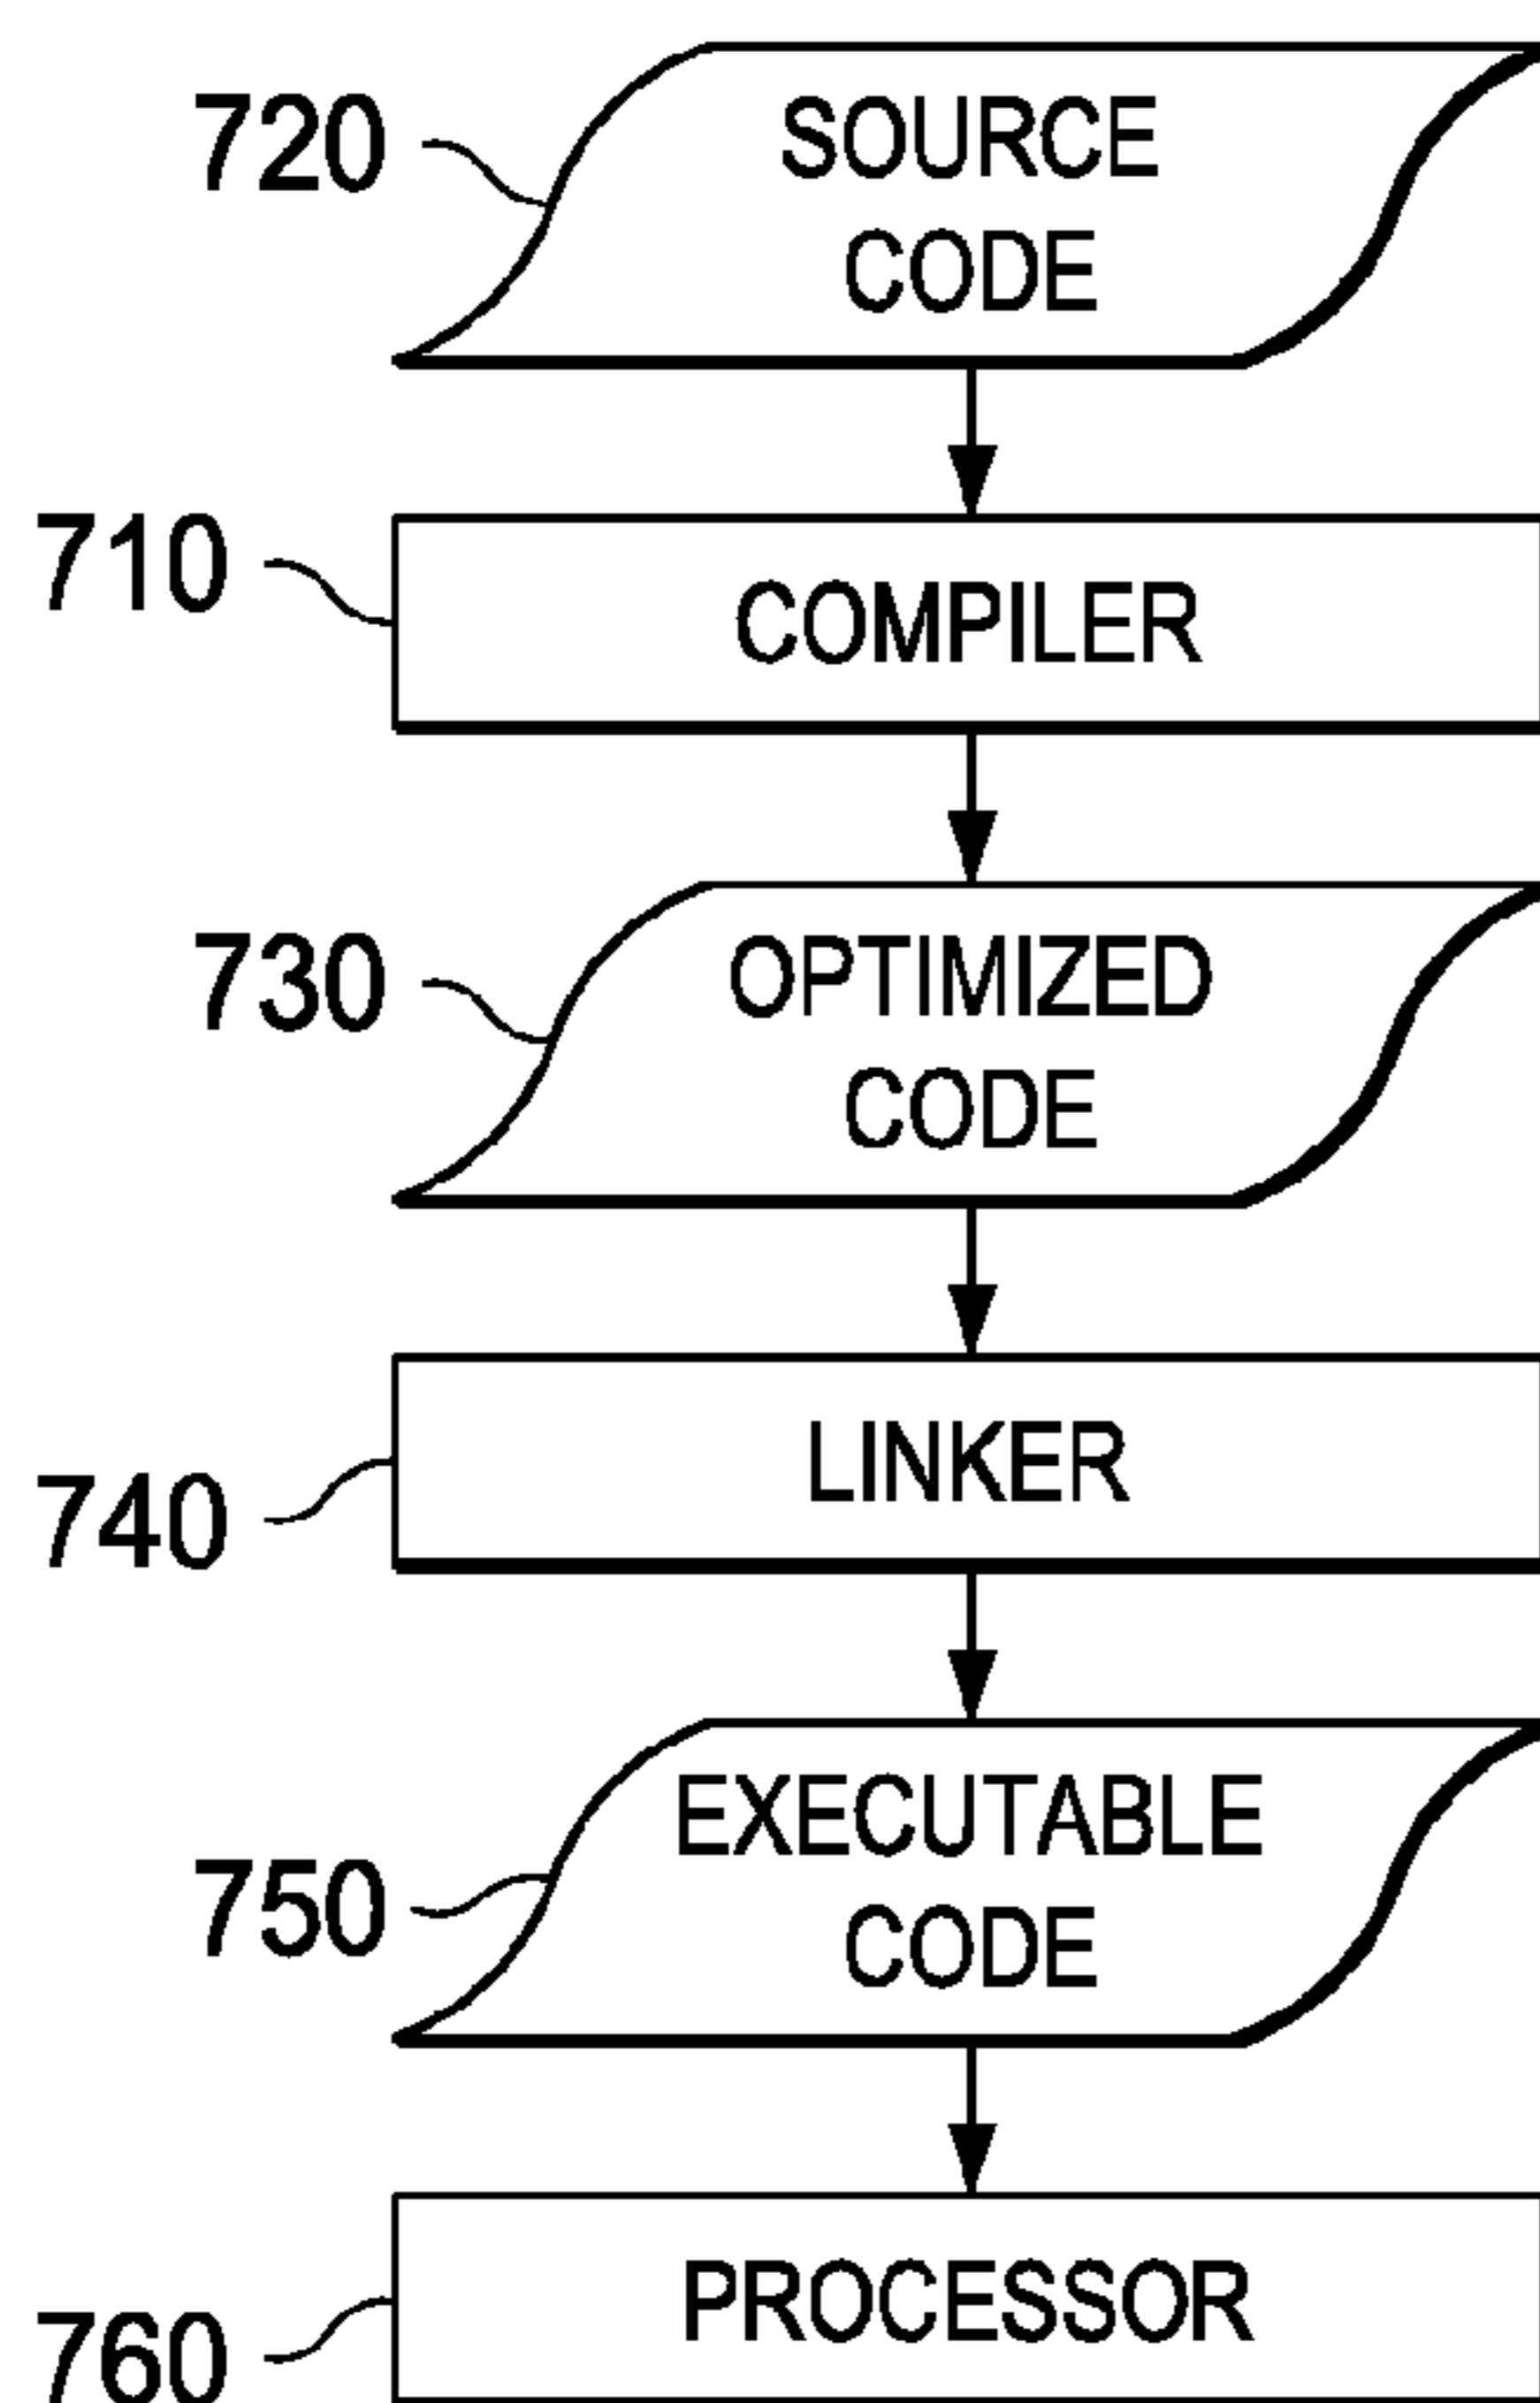 720
SOURCE
CODE
710
COMPILER
730
OPTIMIZED
CODE
LINKER
740
EXECUTABLE
750
CODE
PROCESSOR
760